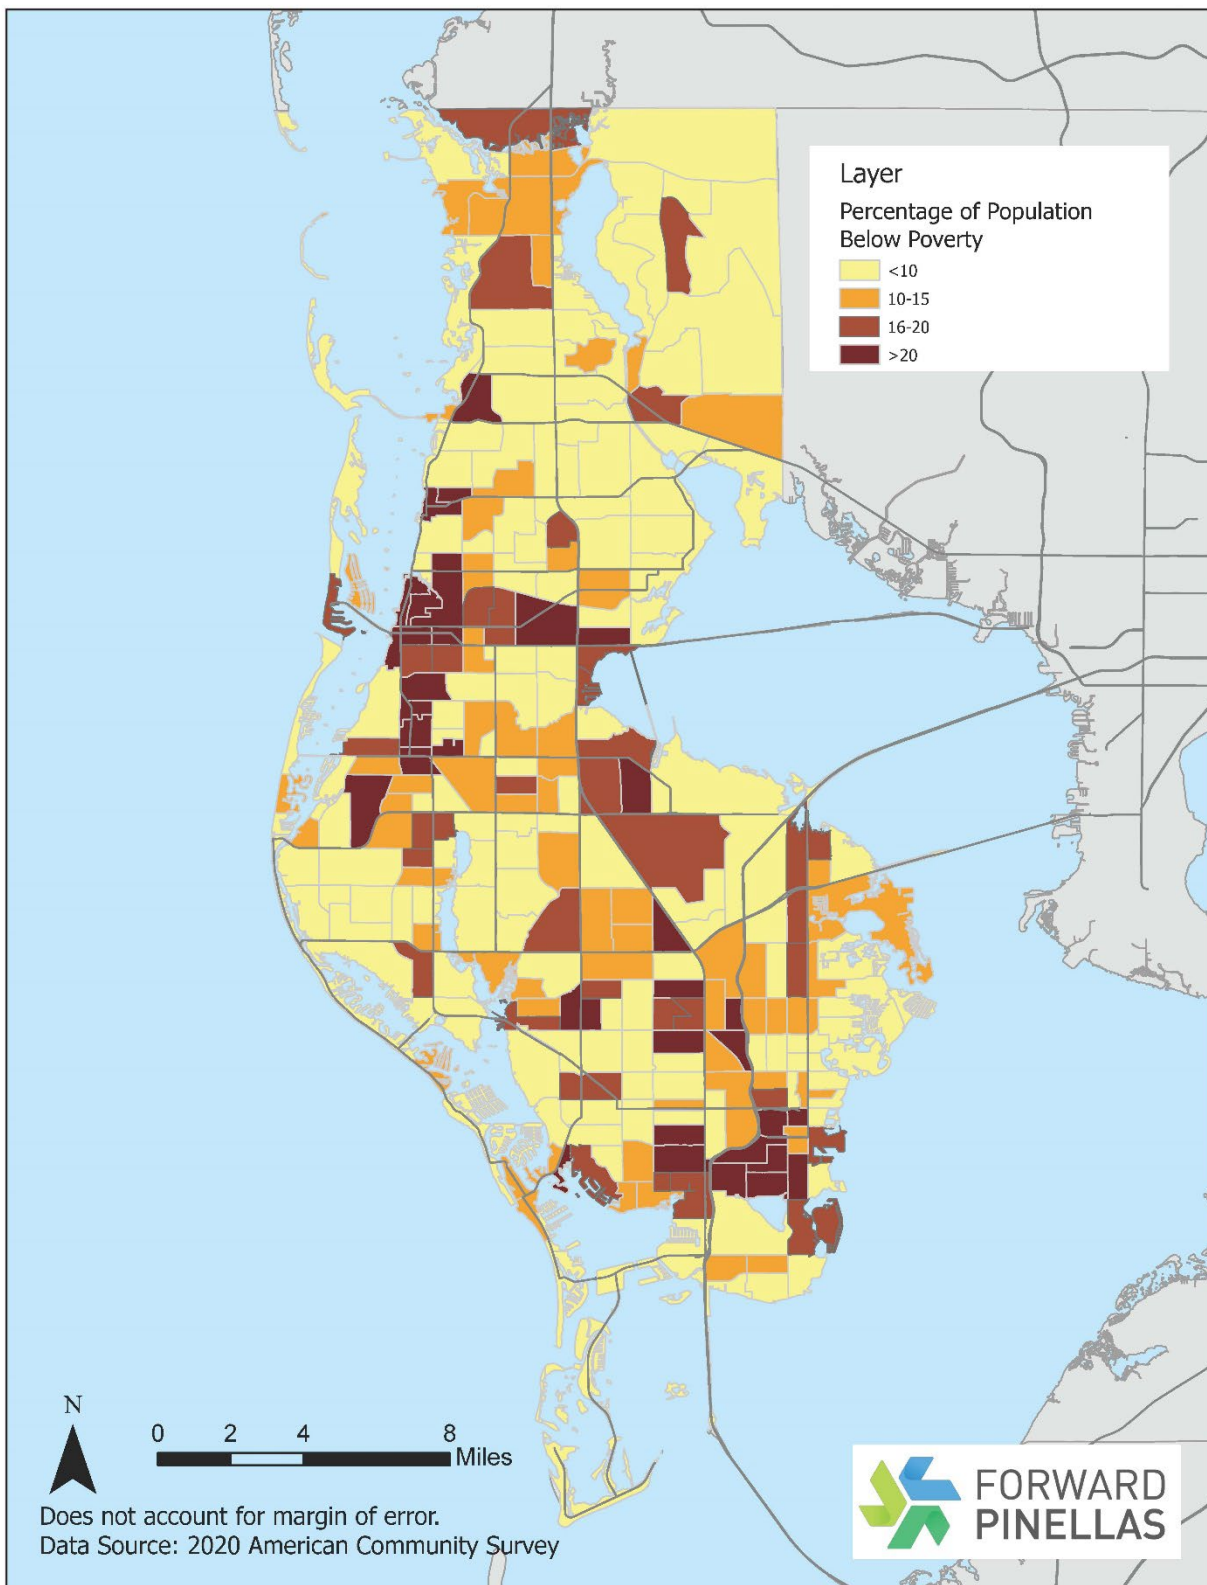 Layer
Percentage of Population
Below Poverty
<10
10-15
16-20
>20
N
0 2 4 8
Miles
Does not account for margin of error.
Data Source: 2020 American Community Survey
FORWARD
PINELLAS